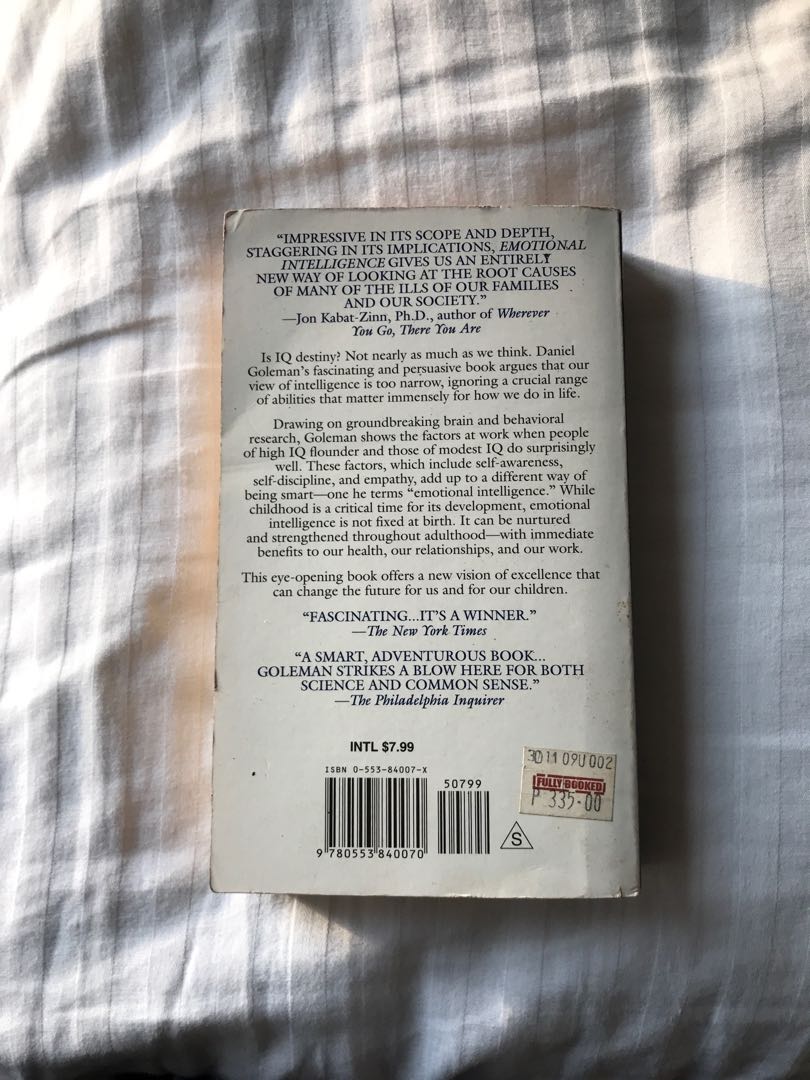 “IMPRESSIVE IN ITS SCOPE AND DEPTH,
STAGGERING IN ITS IMPLICATIONS, EMOTIONAL
INTELLIGENCE GIVES US AN ENTIRELY
NEW WAY OF LOOKING AT THE ROOT CAUSES
OF MANY OF THE ILLS OF OUR FAMILIES
AND OUR SOCIETY.”
—Jon Kabat-Zinn, Ph.D., author of Wherever
You Go, There You Are
Is IQ destiny? Not nearly as much as we think. Daniel
Goleman’s fascinating and persuasive book argues that our
view of intelligence is too narrow, ignoring a crucial range
of abilities that matter immensely for how we do in life.
Drawing on groundbreaking brain and behavioral
research, Goleman shows the factors at work when people
of high IQ flounder and those of modest IQ do surprisingly
well. These factors, which include self-awareness,
self-discipline, and empathy, add up to a different way of
being smart—one he terms “emotional intelligence.” While
childhood is a critical time for its development, emotional
intelligence is not fixed at birth. It can be nurtured
and strengthened throughout adulthood—with immediate
benefits to our health, our relationships, and our work.
This eye-opening book offers a new vision of excellence that
can change the future for us and for our children.
“FASCINATING...IT’S A WINNER.”
—The New York Times
“A SMART, ADVENTUROUS BOOK...
GOLEMAN STRIKES A BLOW HERE FOR BOTH
SCIENCE AND COMMON SENSE.”
—The Philadelphia Inquirer
INTL $7.99
ISBN 0-553-84007-X
50799
9 780553 840070
S
3011 09U 002
FULLY BOOKED
P 335.00